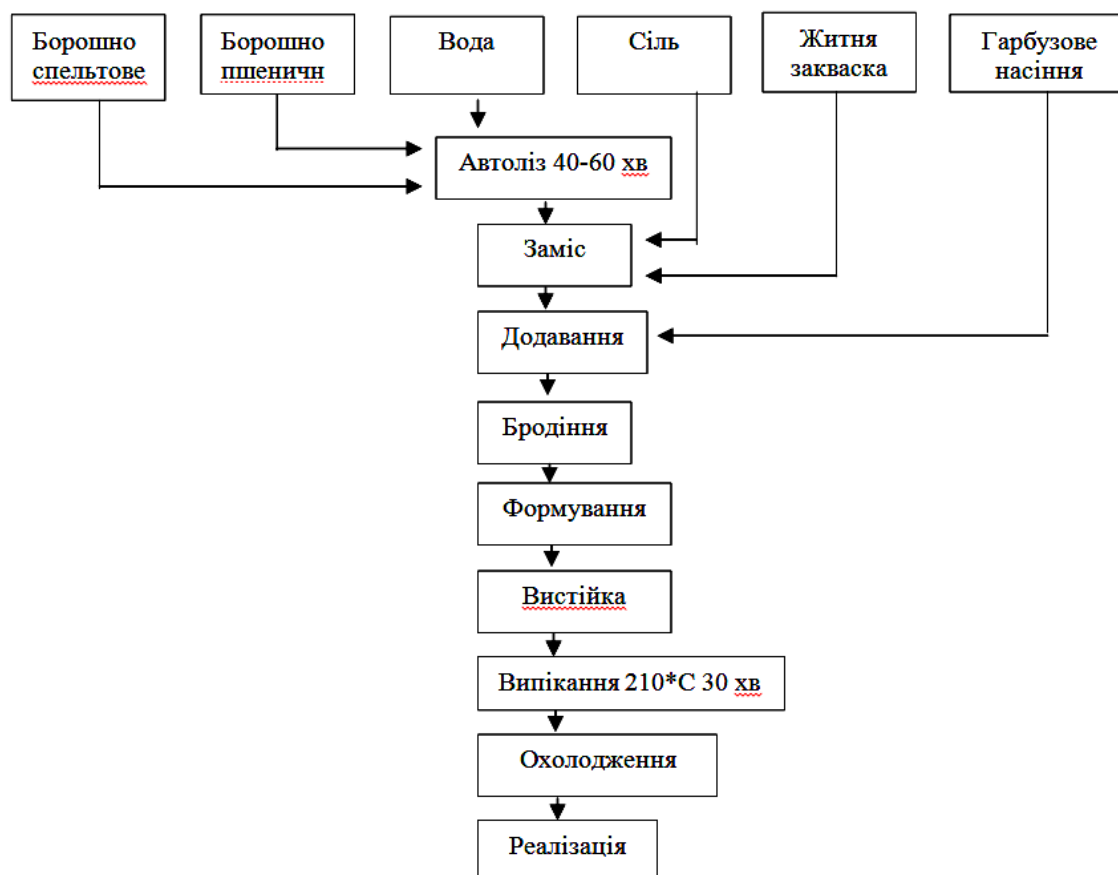 Борошно
спельтове
Борошно
пшеничн
Вода
Сіль
Житня
закваска
Гарбузове
насіння
Автоліз 40-60 хв
Заміс
Додавання
Бродіння
Формування
Вистійка
Випікання 210*С 30 хв
Охолодження
Реалізація